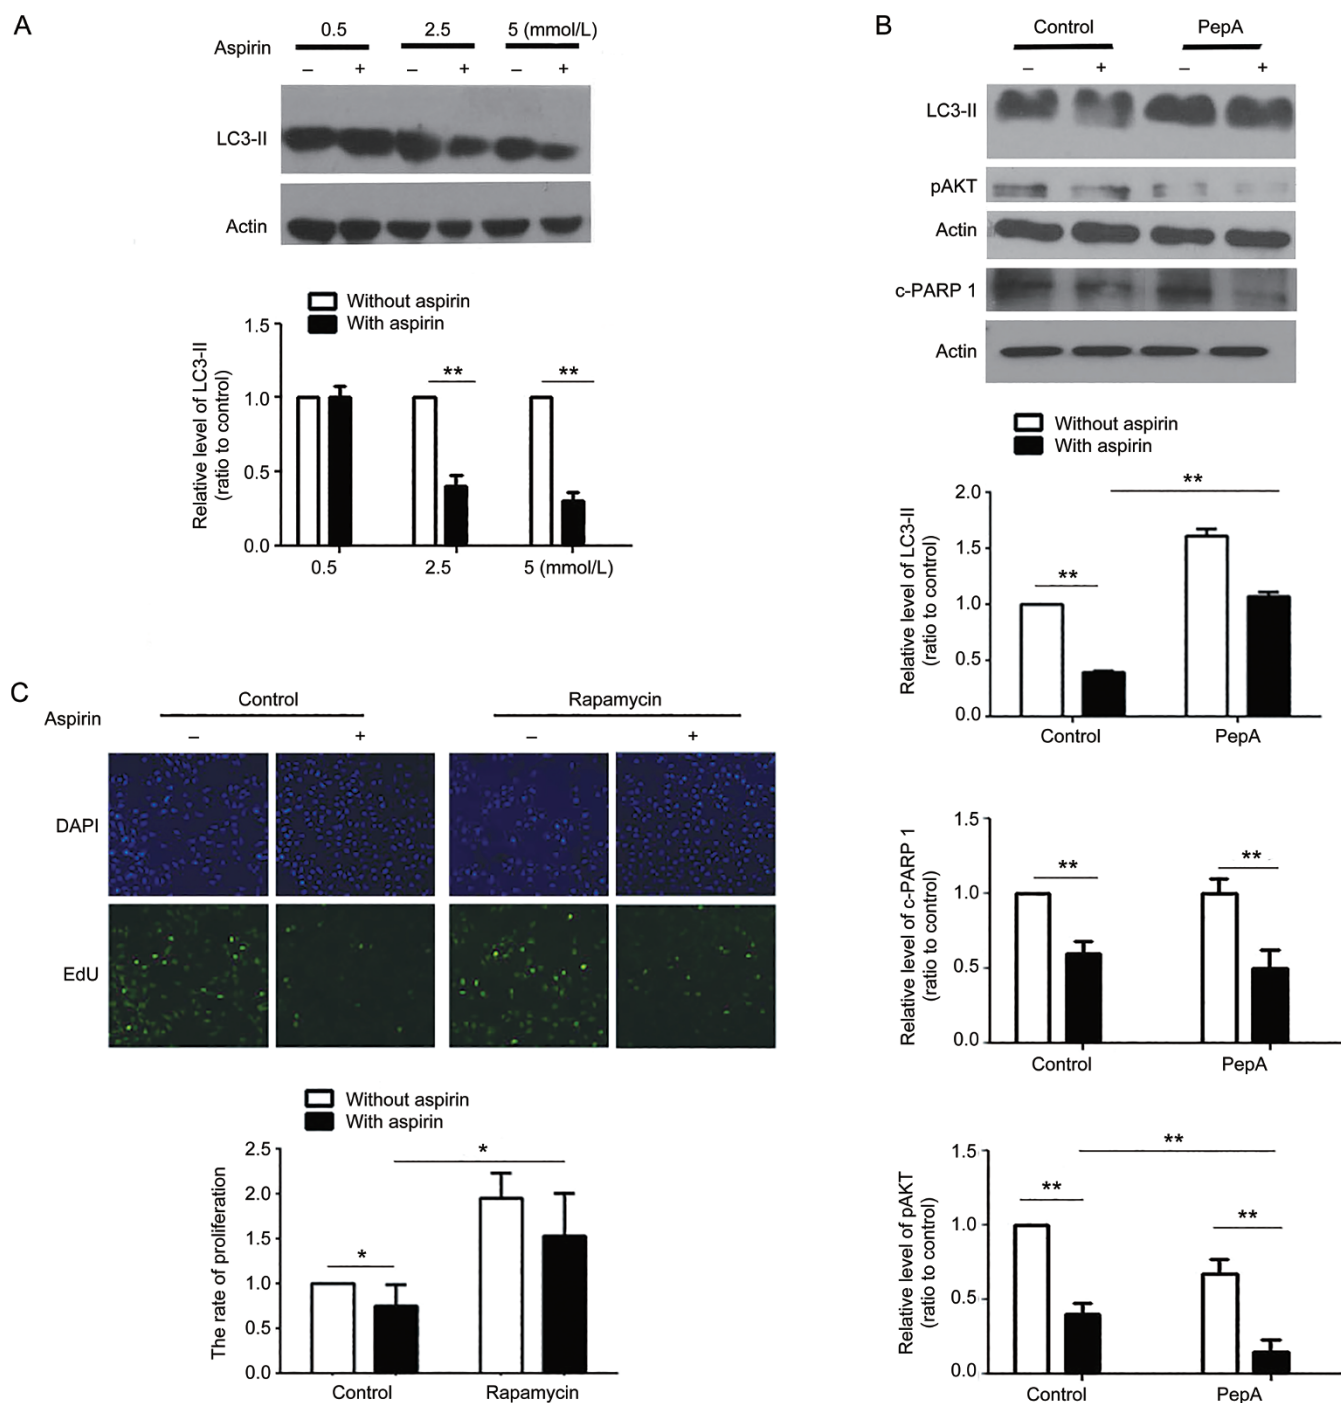 A
Aspirin
0.5
2.5
5 (mmol/L)
– + – + – +
LC3-II
Actin
Without aspirin
With aspirin
Relative level of LC3-II
(ratio to control)
1.5
1.0
0.5
0.0
0.5
2.5
5 (mmol/L)
**
**
B
Control
PepA
– + – +
LC3-II
pAKT
Actin
c-PARP 1
Actin
Without aspirin
With aspirin
Relative level of LC3-II
(ratio to control)
2.0
1.5
1.0
0.5
0.0
**
**
Control
PepA
Relative level of c-PARP 1
(ratio to control)
1.5
1.0
0.5
0.0
**
**
Control
PepA
Relative level of pAKT
(ratio to control)
1.5
1.0
0.5
0.0
**
**
**
Control
PepA
C
Aspirin
Control
Rapamycin
– + – +
DAPI
EdU
Without aspirin
With aspirin
The rate of proliferation
2.5
2.0
1.5
1.0
0.5
0.0
*
*
Control
Rapamycin